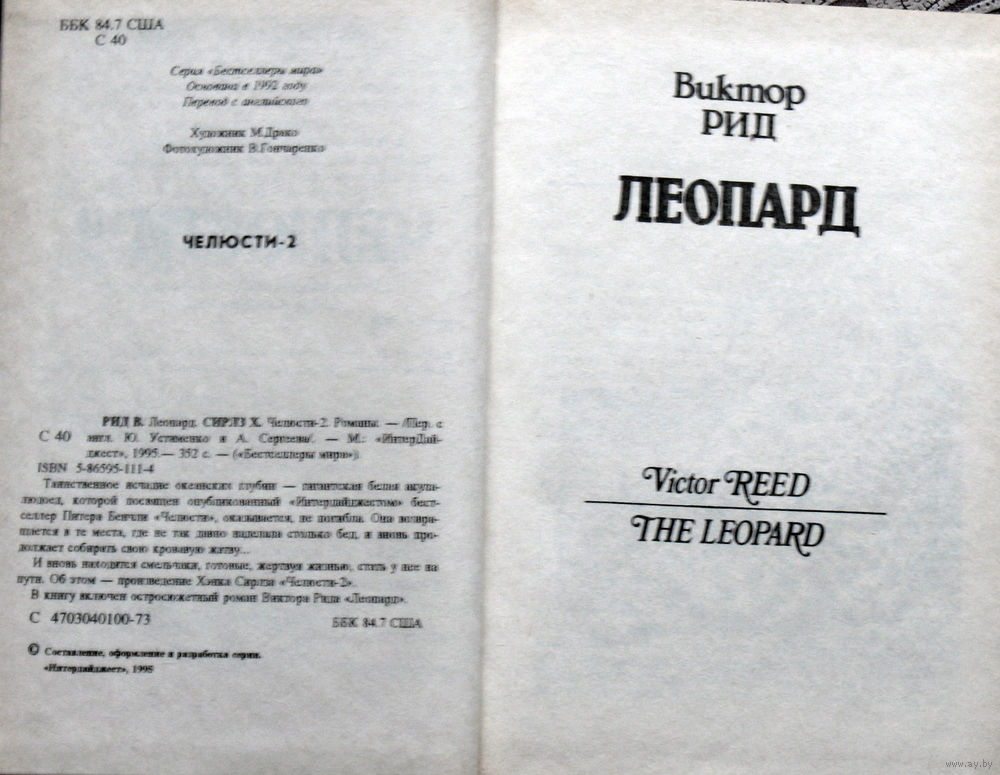 ББК 84.7 США
С 40
Серия «Бестселлеры мира»
Основана в 1992 году
Перевод с английского
Художник М.Драко
Фотохудожник В.Гончаренко
ЧЕЛЮСТИ-2
РИД В. Леопард. СИРЛЗ Х. Челюсти-2. Романы. — /Пер. с
С 40 англ. Ю. Устименко и А. Сергеева/. — М.: «ИнтерДай-
джест», 1995.— 352 с. — («Бестселлеры мира»).
ISBN 5-86595-111-4
Таинственное исчадие океанских глубин — гигантская белая акула-
людоед, которой посвящен опубликованный «Интердайджестом» бест-
селлер Питера Бенчли «Челюсти», оказывается, не погибла. Она возвра-
щается в те места, где не так давно наделала столько бед, и вновь про-
должает собирать свою кровавую жатву...
И вновь находятся смельчаки, готовые, жертвуя жизнью, стать у нее на
пути. Об этом — произведение Хэнка Сирлза «Челюсти-2».
В книгу включен остросюжетный роман Виктора Рида «Леопард».
С 4703040100-73 ББК 84.7 США
© Составление, оформление и разработка серии.
«Интердайджест», 1995
Виктор
РИД
ЛЕОПАРД
Victor REED
THE LEOPARD
www.ay.by